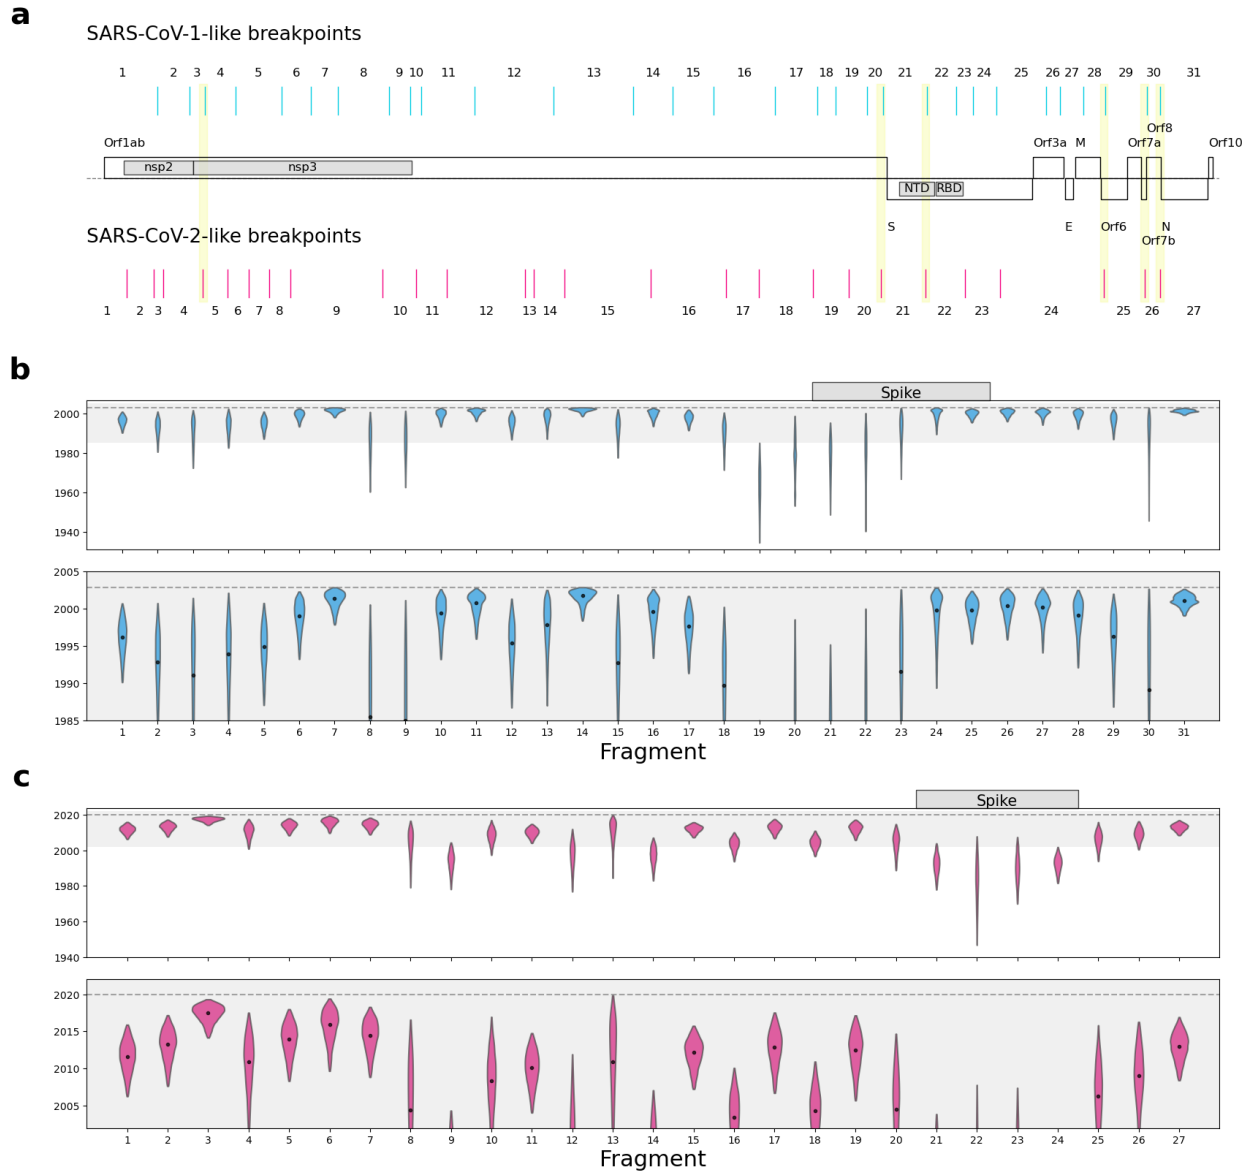 a
SARS-CoV-1-like breakpoints
1 2 3 4 5 6 7 8 9 10 11 12 13 14 15 16 17 18 19 20 21 22 23 24 25 26 27 28 29 30 31
Orf8
Orf1ab Orf3a M Orf7a Orf10
nsp2 nsp3
NTD RBD
S E Orf6 N
SARS-CoV-2-like breakpoints Orf7b
1 2 3 4 5 6 7 8 9 10 11 12 13 14 15 16 17 18 19 20 21 22 23 24 25 26 27
b
Spike
2000
1980
1960
1940
2005
2000
1995
1990
1985
1 2 3 4 5 6 7 8 9 10 11 12 13 14 15 16 17 18 19 20 21 22 23 24 25 26 27 28 29 30 31
Fragment
c
Spike
2020
2000
1980
1960
1940
2020
2015
2010
2005
1 2 3 4 5 6 7 8 9 10 11 12 13 14 15 16 17 18 19 20 21 22 23 24 25 26 27
Fragment